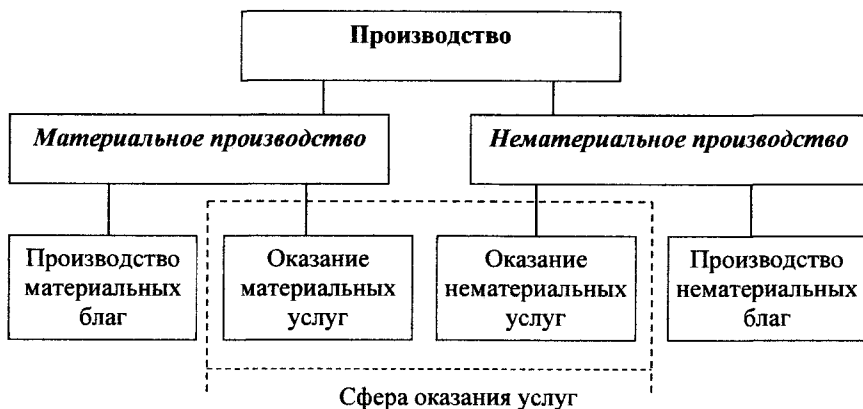 Производство
Материальное производство
Нематериальное производство
Производство
материальных
благ
Оказание
материальных
услуг
Оказание
нематериальных
услуг
Производство
нематериальных
благ
Сфера оказания услуг